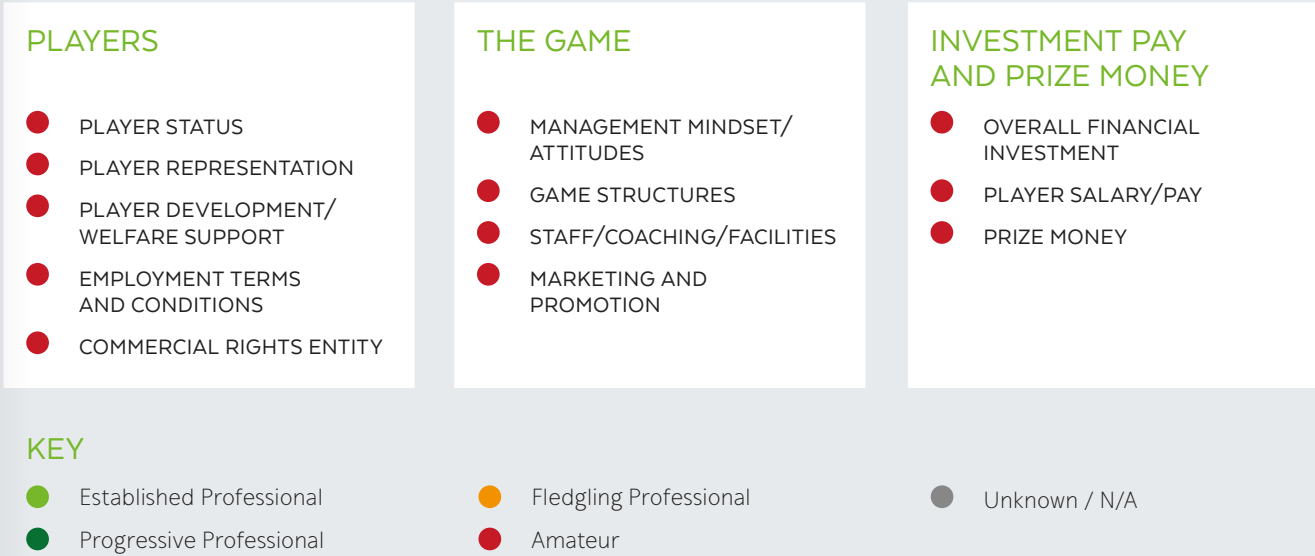 PLAYERS
PLAYER STATUS
PLAYER REPRESENTATION
PLAYER DEVELOPMENT/
WELFARE SUPPORT
EMPLOYMENT TERMS
AND CONDITIONS
COMMERCIAL RIGHTS ENTITY
THE GAME
MANAGEMENT MINDSET/
ATTITUDES
GAME STRUCTURES
STAFF/COACHING/FACILITIES
MARKETING AND
PROMOTION
INVESTMENT PAY
AND PRIZE MONEY
OVERALL FINANCIAL
INVESTMENT
PLAYER SALARY/PAY
PRIZE MONEY
KEY
Established Professional
Progressive Professional
Fledgling Professional
Amateur
Unknown / N/A